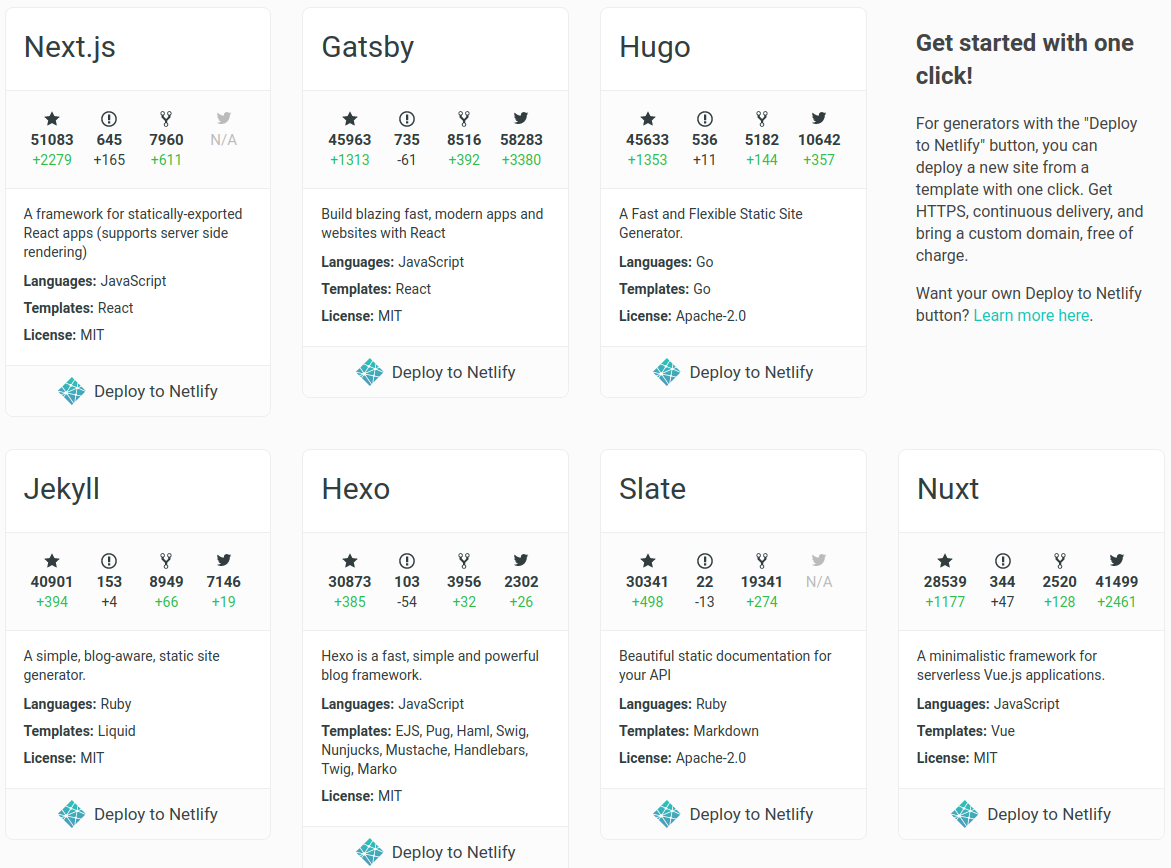 Next.js
51083 645 7960 N/A
+2279 +165 +611
A framework for statically-exported
React apps (supports server side
rendering)
Languages: JavaScript
Templates: React
License: MIT
Deploy to Netlify
Gatsby
45963 735 8516 58283
+1313 -61 +392 +3380
Build blazing fast, modern apps and
websites with React
Languages: JavaScript
Templates: React
License: MIT
Deploy to Netlify
Hugo
45633 536 5182 10642
+1353 +11 +144 +357
A Fast and Flexible Static Site
Generator.
Languages: Go
Templates: Go
License: Apache-2.0
Deploy to Netlify
Get started with one
click!
For generators with the "Deploy
to Netlify" button, you can
deploy a new site from a
template with one click. Get
HTTPS, continuous delivery, and
bring a custom domain, free of
charge.
Want your own Deploy to Netlify
button? Learn more here.
Jekyll
40901 153 8949 7146
+394 +4 +66 +19
A simple, blog-aware, static site
generator.
Languages: Ruby
Templates: Liquid
License: MIT
Deploy to Netlify
Hexo
30873 103 3956 2302
+385 -54 +32 +26
Hexo is a fast, simple and powerful
blog framework.
Languages: JavaScript
Templates: EJS, Pug, Haml, Swig,
Nunjucks, Mustache, Handlebars,
Twig, Marko
License: MIT
Deploy to Netlify
Slate
30341 22 19341 N/A
+498 -13 +274
Beautiful static documentation for
your API
Languages: Ruby
Templates: Markdown
License: Apache-2.0
Deploy to Netlify
Nuxt
28539 344 2520 41499
+1177 +47 +128 +2461
A minimalistic framework for
serverless Vue.js applications.
Languages: JavaScript
Templates: Vue
License: MIT
Deploy to Netlify